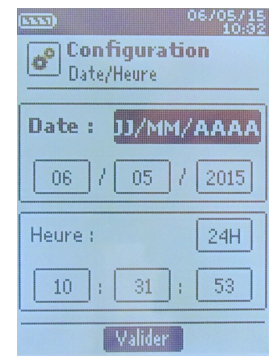 06/05/15
10:32
Configuration
Date/Heure
Date : JJ/MM/AAAA
06 / 05 / 2015
Heure : 24H
10 : 31 : 53
Valider